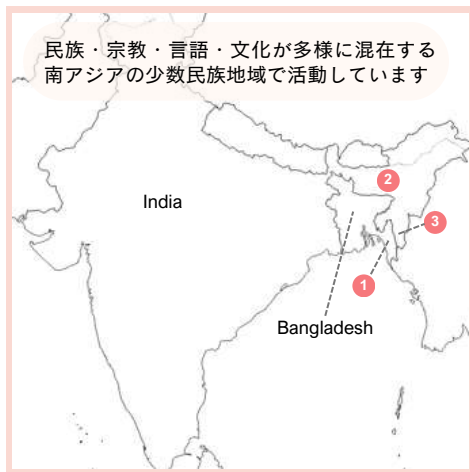 民族・宗教・言語・文化が多様に混在する
南アジアの少数民族地域で活動しています
2
India
3
1
Bangladesh